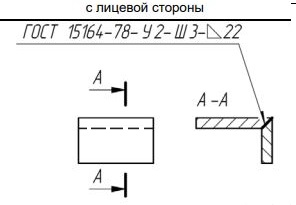 с лицевой стороны
ГОСТ 15164-78-У2-Ш3-◺22
А
А-А
А